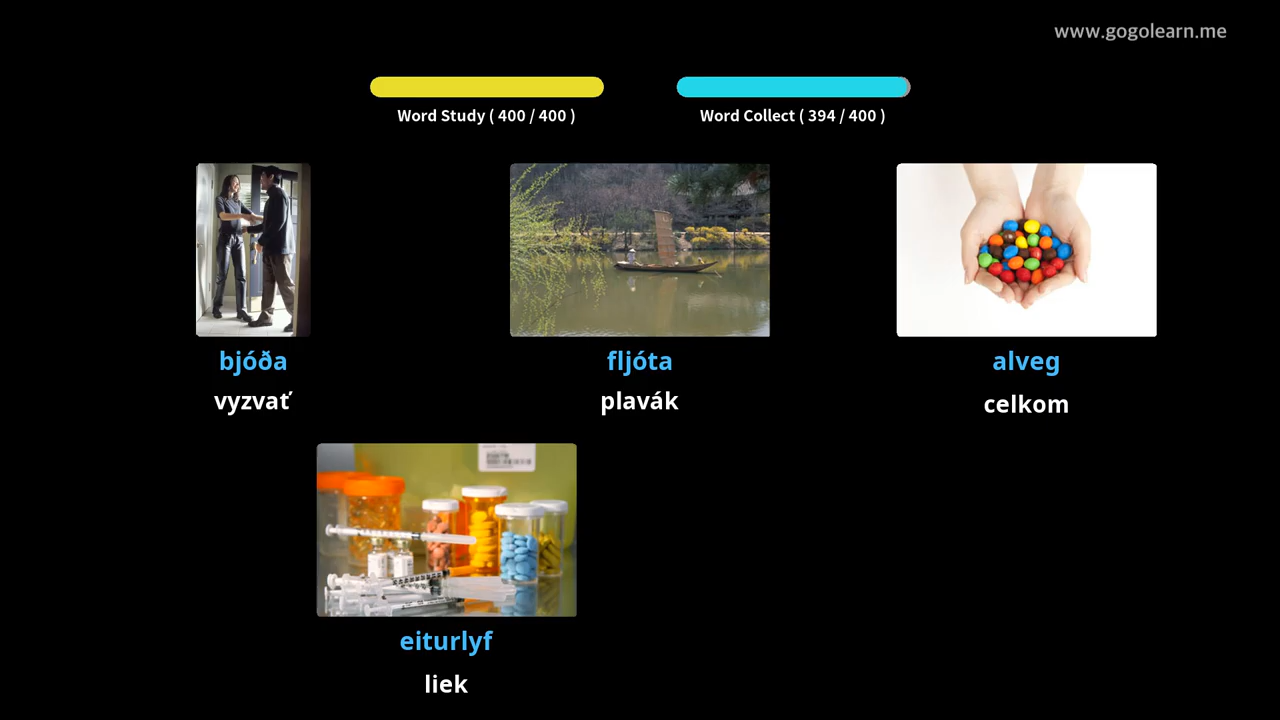 www.gogolearn.me
Word Study ( 400 / 400 )
Word Collect ( 394 / 400 )
bjóða
vyzvať
fljóta
plavák
alveg
celkom
eiturlyf
liek